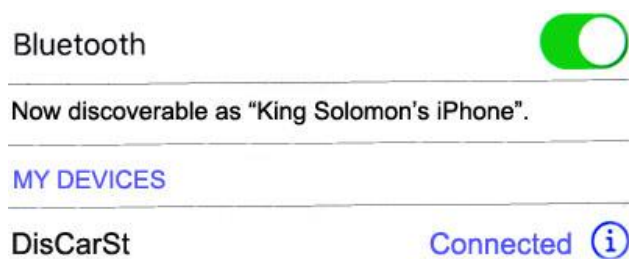 Bluetooth
Now discoverable as “King Solomon’s iPhone”.
MY DEVICES
DisCarSt Connected i